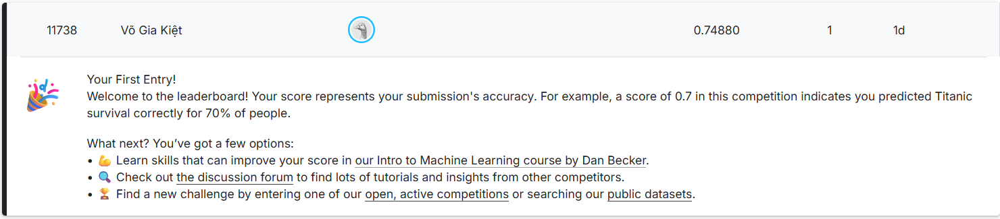 11738 Võ Gia Kiệt 0.74880 1 1d
Your First Entry!
Welcome to the leaderboard! Your score represents your submission's accuracy. For example, a score of 0.7 in this competition indicates you predicted Titanic
survival correctly for 70% of people.
What next? You’ve got a few options:
• 💪 Learn skills that can improve your score in our Intro to Machine Learning course by Dan Becker.
• 🔍 Check out the discussion forum to find lots of tutorials and insights from other competitors.
• 🏆 Find a new challenge by entering one of our open, active competitions or searching our public datasets.